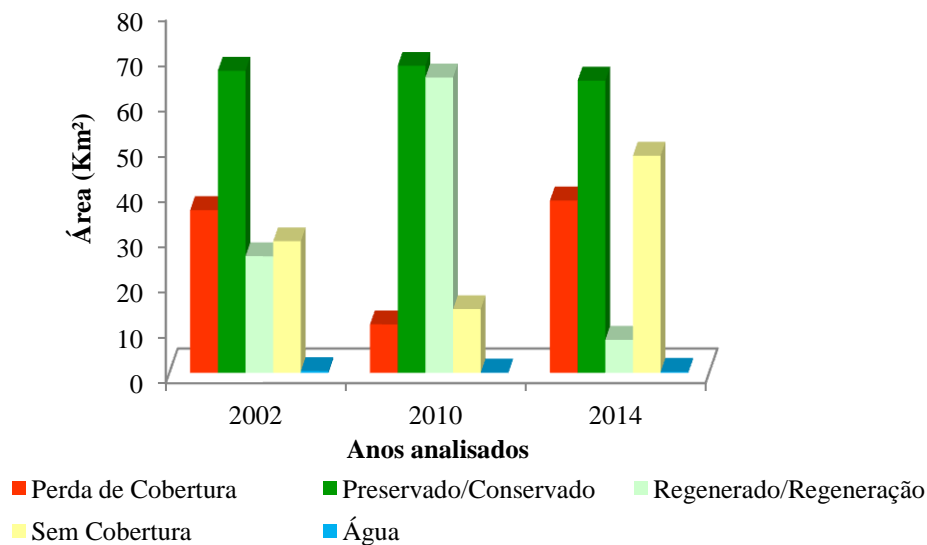 80
70
60
50
40
30
20
10
0
Área (Km²)
2002 2010 2014
Anos analisados
Perda de Cobertura Preservado/Conservado Regenerado/Regeneração
Sem Cobertura Água